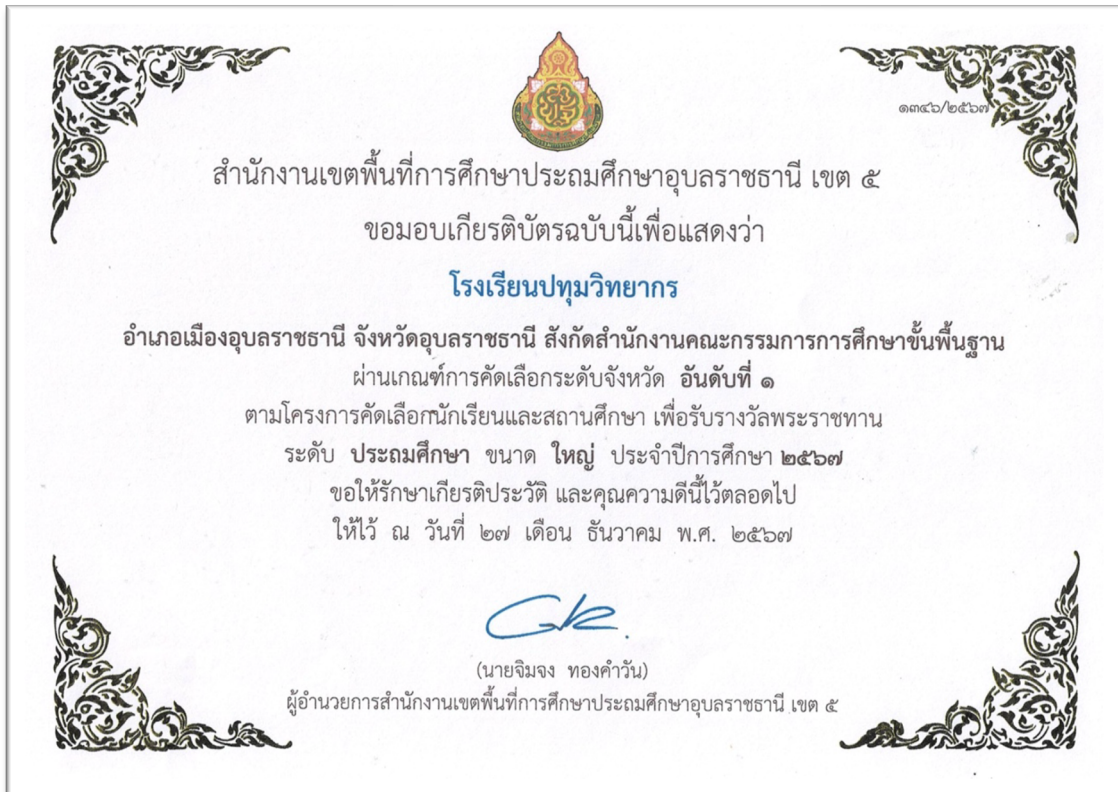 ๑๓๔๖/๒๕๖๗
สำนักงานเขตพื้นที่การศึกษาประถมศึกษาอุบลราชธานี เขต ๕
ขอมอบเกียรติบัตรฉบับนี้เพื่อแสดงว่า
โรงเรียนปทุมวิทยากร
อำเภอเมืองอุบลราชธานี จังหวัดอุบลราชธานี สังกัดสำนักงานคณะกรรมการการศึกษาขั้นพื้นฐาน
ผ่านเกณฑ์การคัดเลือกระดับจังหวัด อันดับที่ ๑
ตามโครงการคัดเลือกนักเรียนและสถานศึกษา เพื่อรับรางวัลพระราชทาน
ระดับ ประถมศึกษา ขนาด ใหญ่ ประจำปีการศึกษา ๒๕๖๗
ขอให้รักษาเกียรติประวัติ และคุณความดีนี้ไว้ตลอดไป
ให้ไว้ ณ วันที่ ๒๗ เดือน ธันวาคม พ.ศ. ๒๕๖๗
(นายจิมจง ทองคำวัน)
ผู้อำนวยการสำนักงานเขตพื้นที่การศึกษาประถมศึกษาอุบลราชธานี เขต ๕